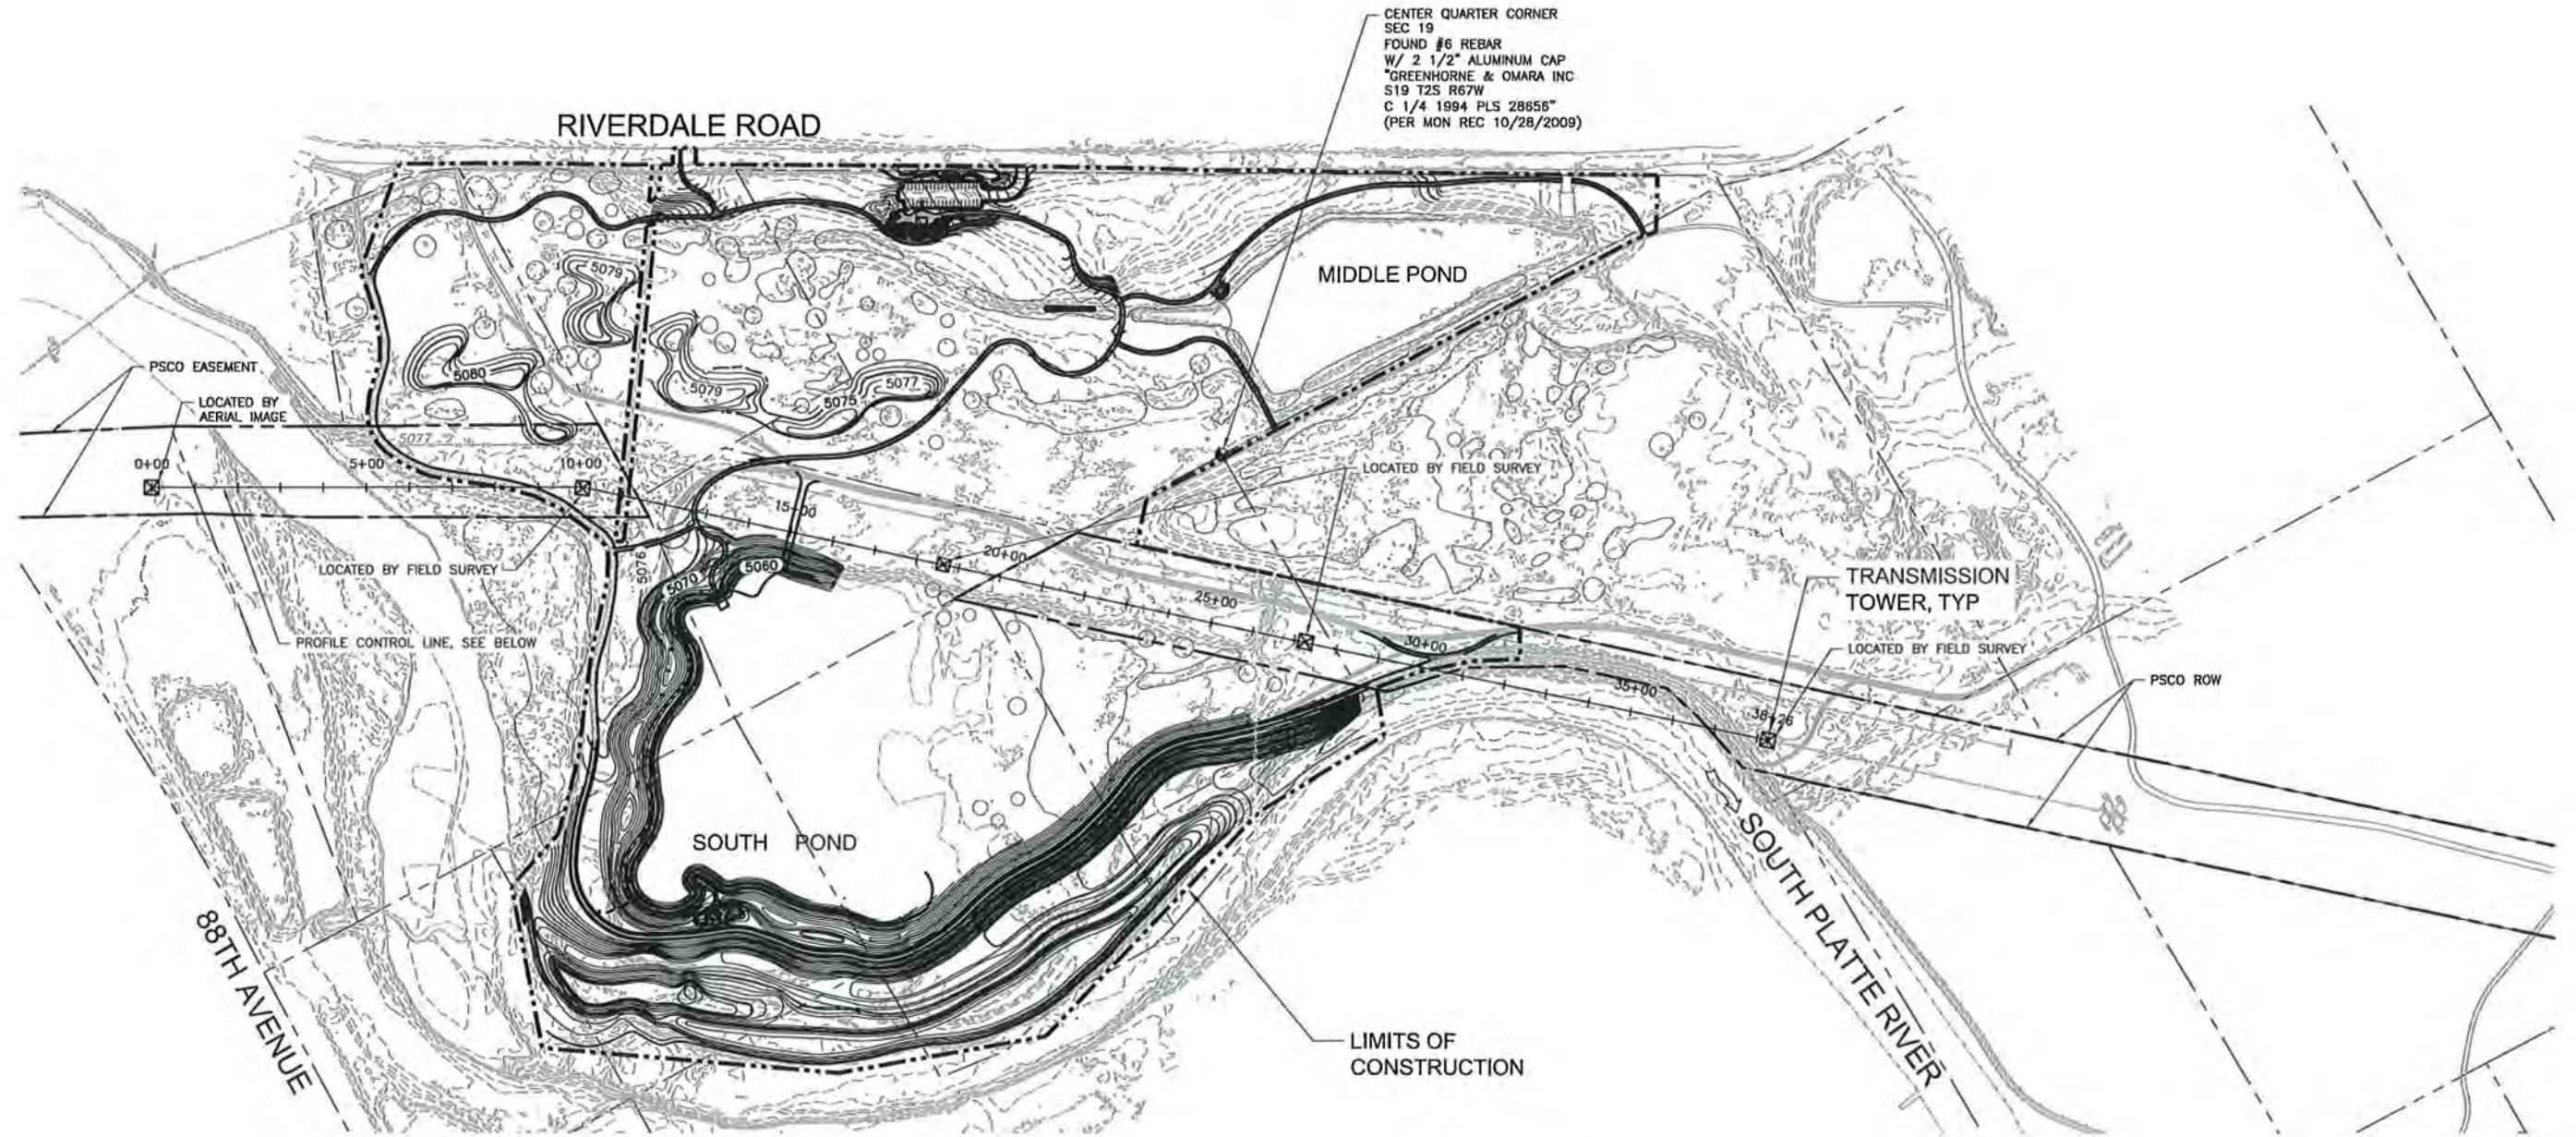 CENTER QUARTER CORNER
SEC 19
FOUND #6 REBAR
W/ 2 1/2" ALUMINUM CAP
"GREENHORNE & OMARA INC
S19 T2S R67W
C 1/4 1994 PLS 28656"
(PER MON REC 10/28/2009)
RIVERDALE ROAD
MIDDLE POND
5079
5080
5079
5077
5075
PSCO EASEMENT
LOCATED BY
AERIAL IMAGE
5077
0+00
5+00
10+00
15+00
20+00
25+00
30+00
35+00
38+26
LOCATED BY FIELD SURVEY
LOCATED BY FIELD SURVEY
5076
5070
5060
TRANSMISSION
TOWER, TYP
LOCATED BY FIELD SURVEY
PROFILE CONTROL LINE, SEE BELOW
PSCO ROW
SOUTH POND
88TH AVENUE
SOUTH PLATTE RIVER
LIMITS OF
CONSTRUCTION